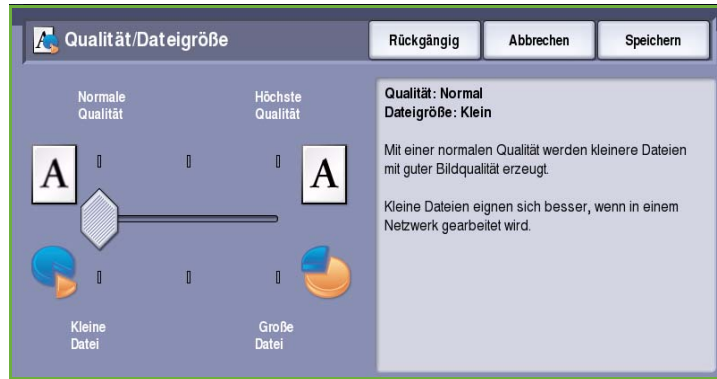 Qualität/Dateigröße
Rückgängig
Abbrechen
Speichern
Normale
Qualität
Höchste
Qualität
A
A
Kleine
Datei
Große
Datei
Qualität: Normal
Dateigröße: Klein
Mit einer normalen Qualität werden kleinere Dateien
mit guter Bildqualität erzeugt.
Kleine Dateien eignen sich besser, wenn in einem
Netzwerk gearbeitet wird.